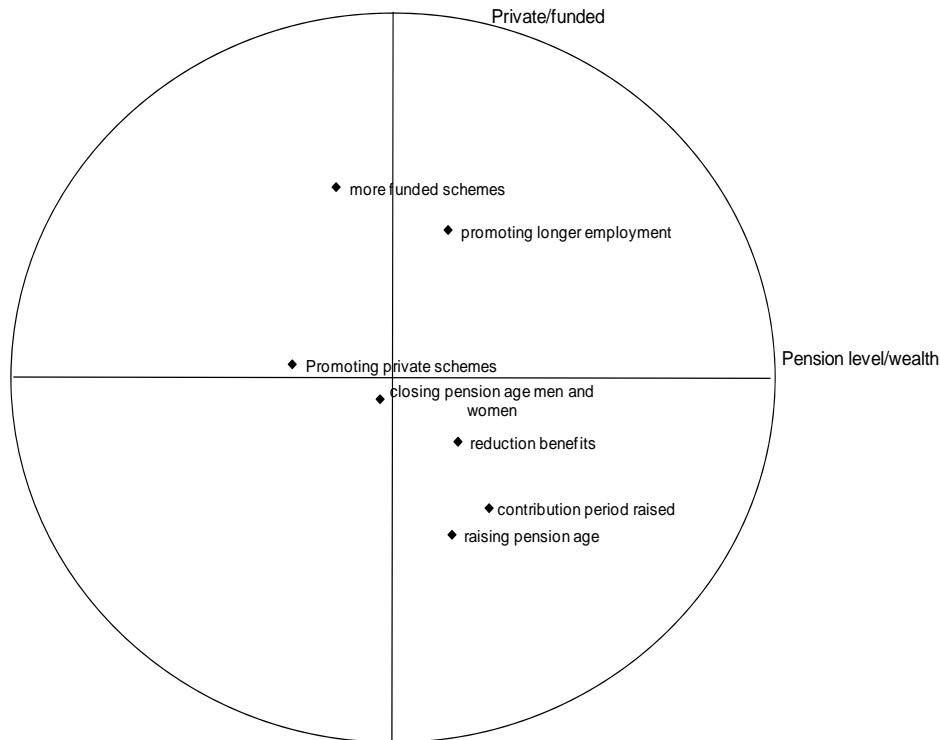 Private/funded
more funded schemes
promoting longer employment
Pension level/wealth
Promoting private schemes
closing pension age men and
women
reduction benefits
contribution period raised
raising pension age